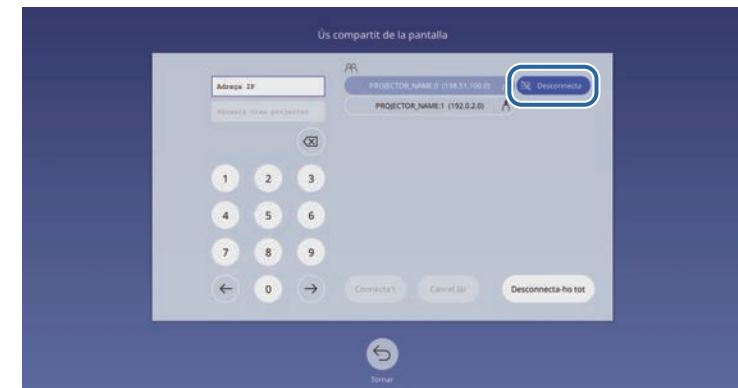 Ús compartit de la pantalla
Adreça IP
PROJECTOR_NAME:0 (198.51.100.0)
Desconnecta
PROJECTOR_NAME:1 (192.0.2.0)
1 2 3
4 5 6
7 8 9
0
Connecta't
Cancel·lar
Desconnecta-ho tot
Tornar